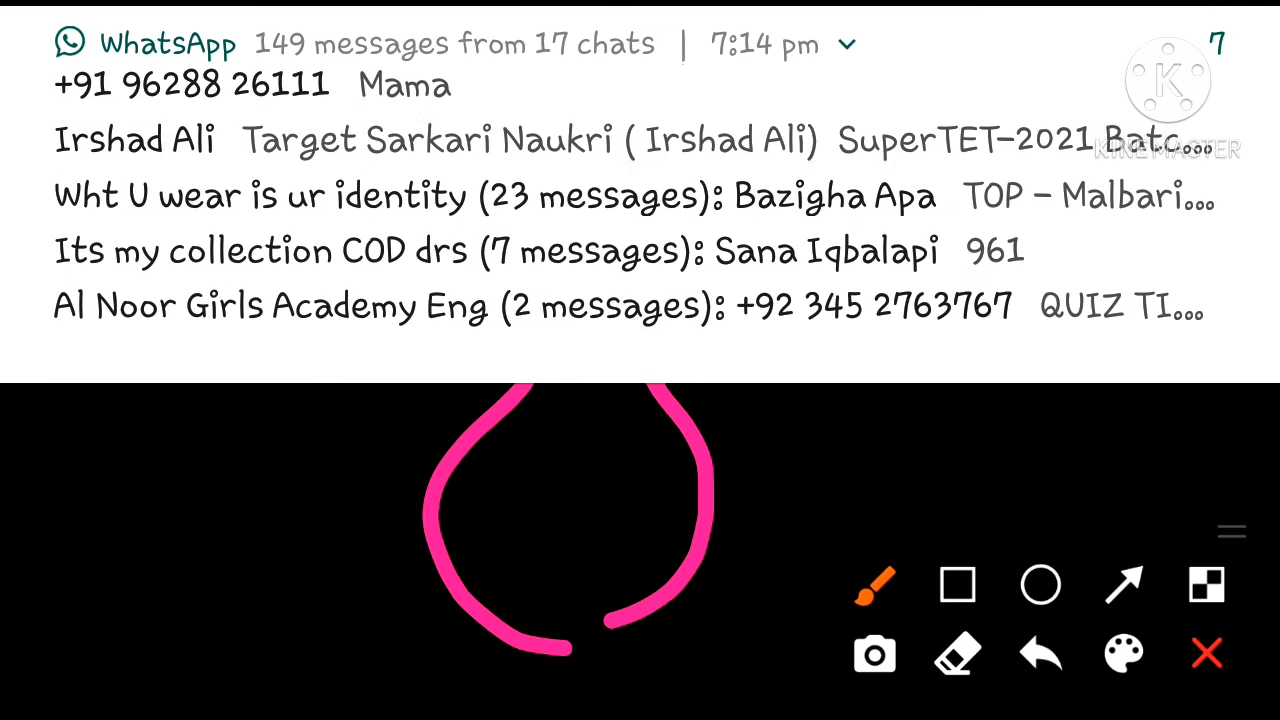 WhatsApp 149 messages from 17 chats | 7:14 pm 7
+91 96288 26111 Mama
Irshad Ali Target Sarkari Naukri ( Irshad Ali) SuperTET-2021 Batc...
Wht U wear is ur identity (23 messages): Bazigha Apa TOP - Malbari...
Its my collection COD drs (7 messages): Sana Iqbalapi 961
Al Noor Girls Academy Eng (2 messages): +92 345 2763767 QUIZ TI...
K
KINEMASTER